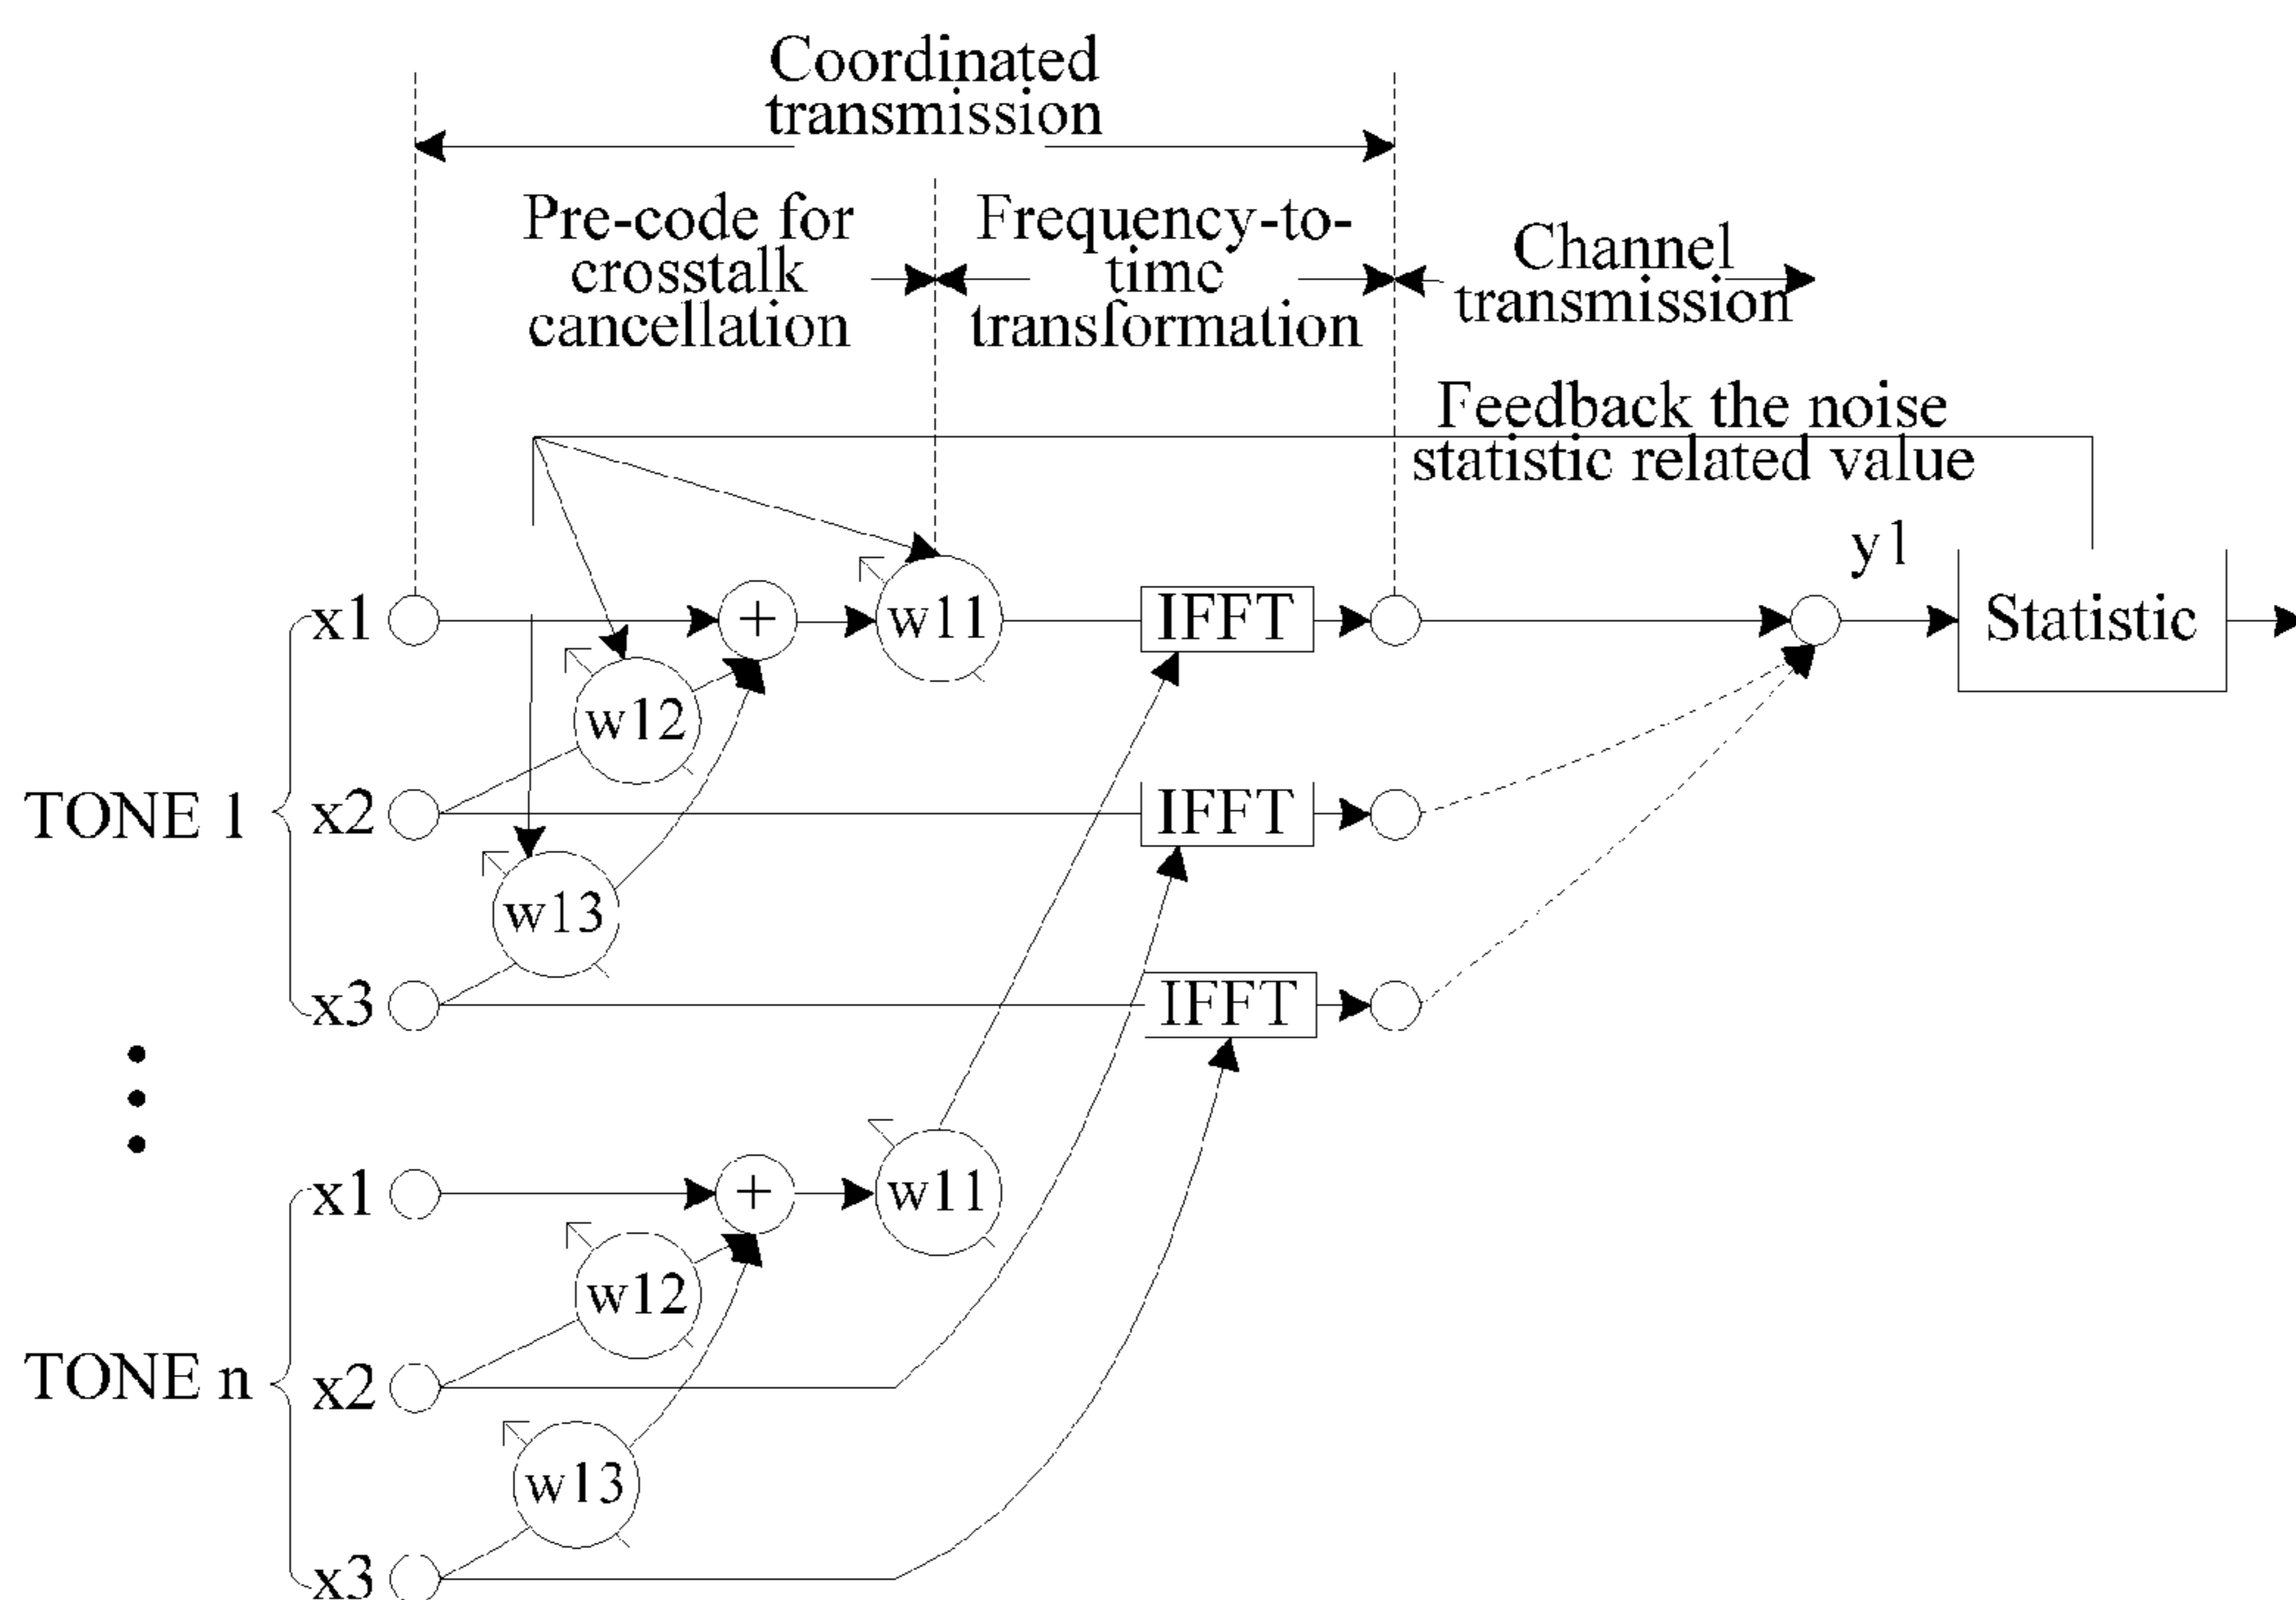 Coordinated
transmission
Pre-code for
crosstalk
cancellation
Frequency-to-
time
transformation
Channel
transmission
Feedback the noise
statistic related value
y1
x1
+
w11
IFFT
Statistic
w12
TONE 1
x2
IFFT
w13
x3
IFFT
x1
+
w11
w12
TONE n
x2
w13
x3